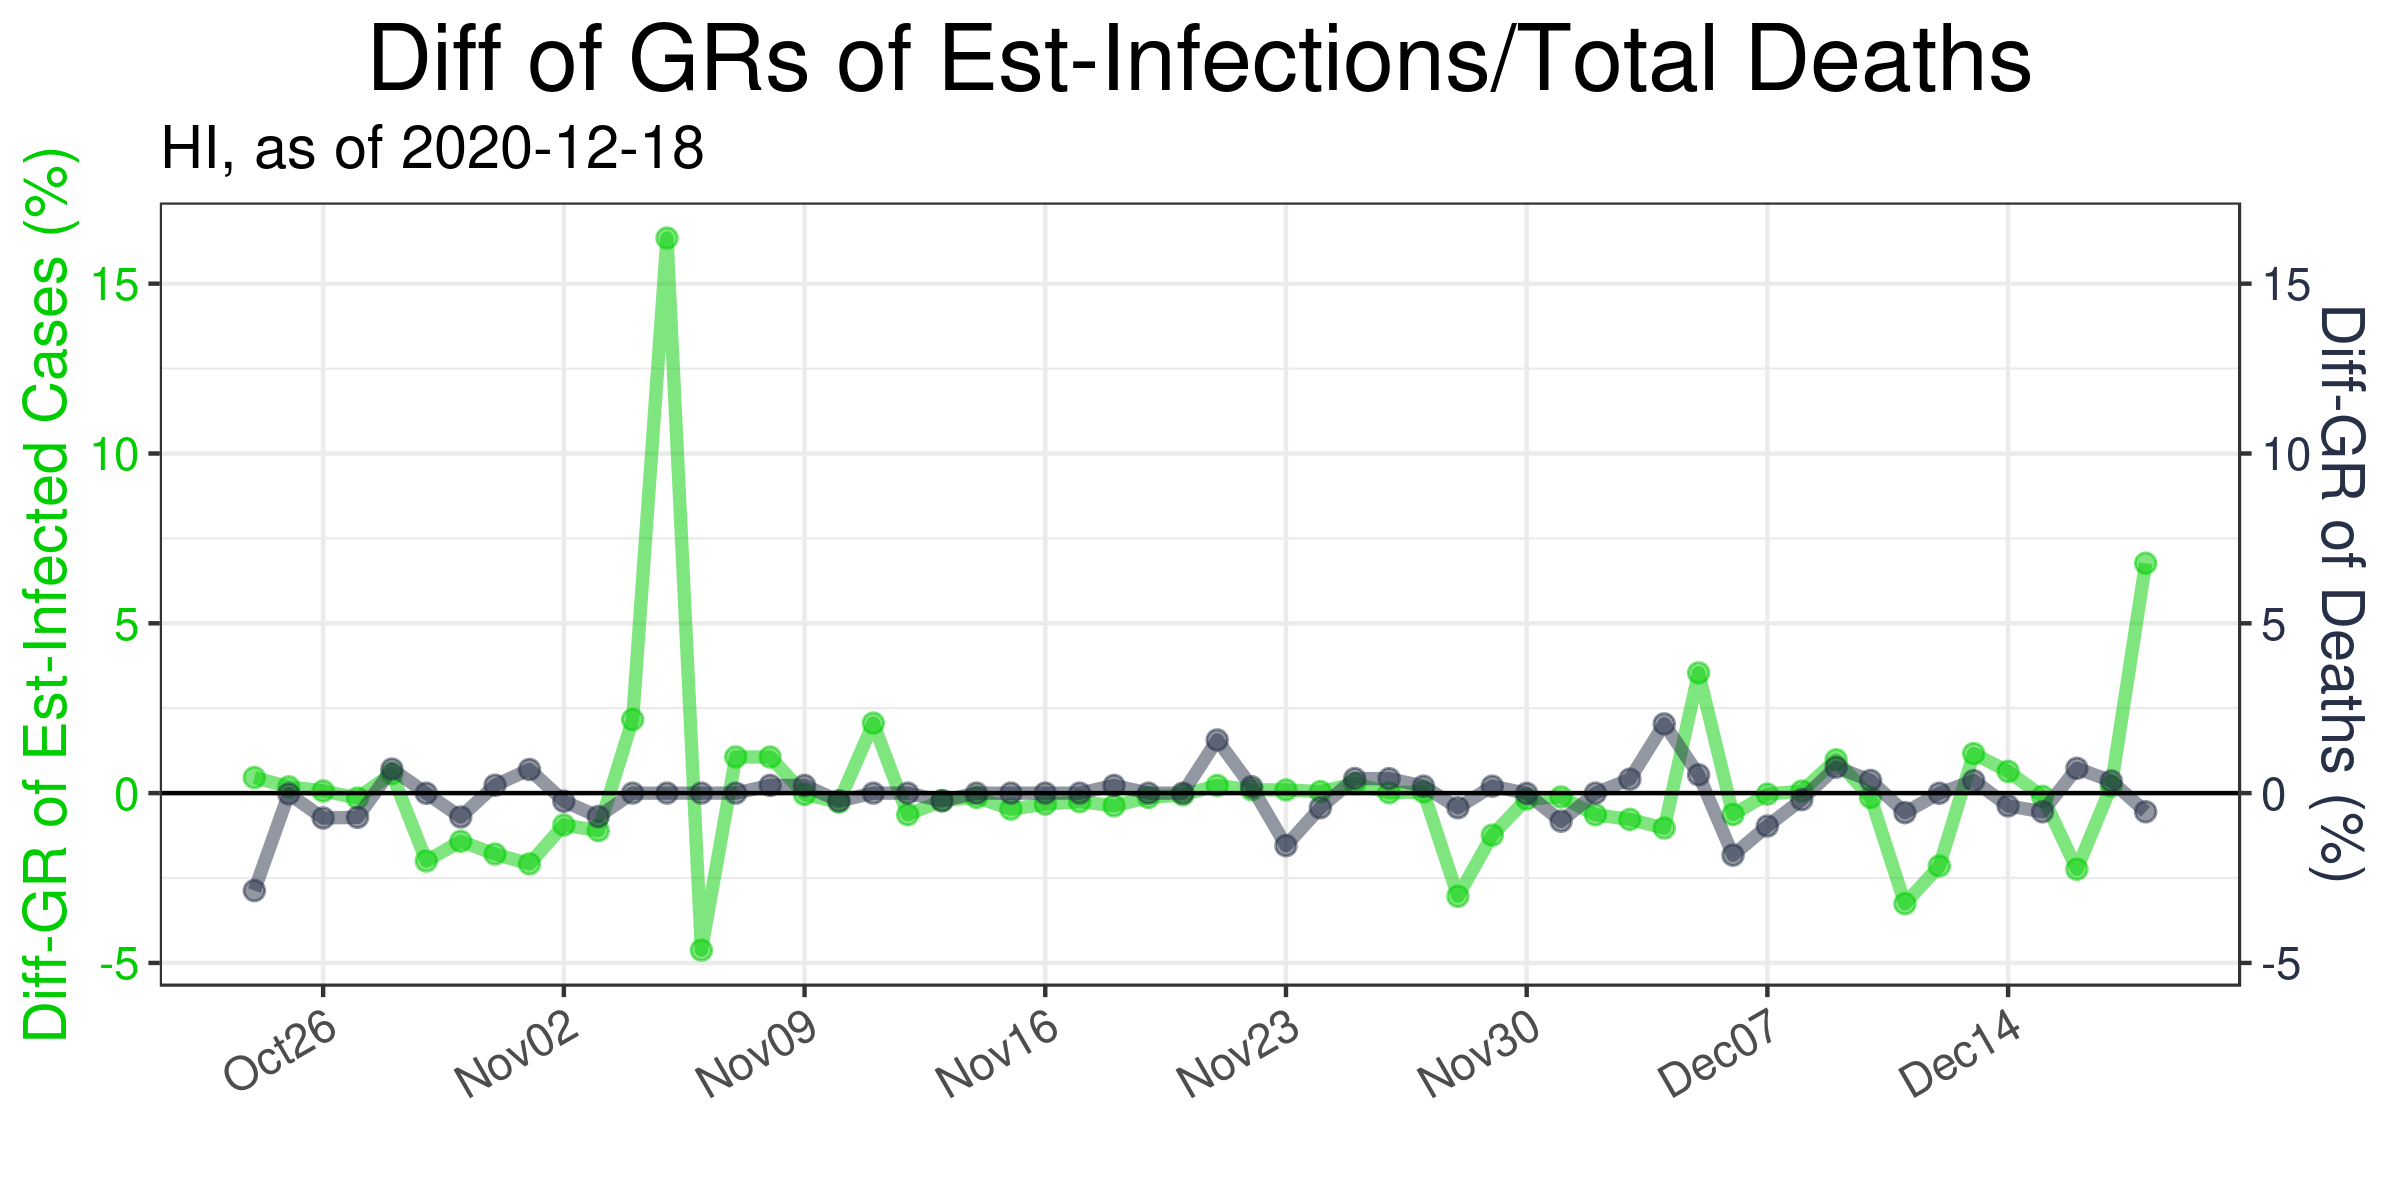 Diff of GRs of Est-Infections/Total Deaths
HI, as of 2020-12-18
Diff-GR of Est-Infected Cases (%)
15
10
5
0
-5
15
10
5
0
-5
Diff-GR of Deaths (%)
Oct26
Nov02
Nov09
Nov16
Nov23
Nov30
Dec07
Dec14